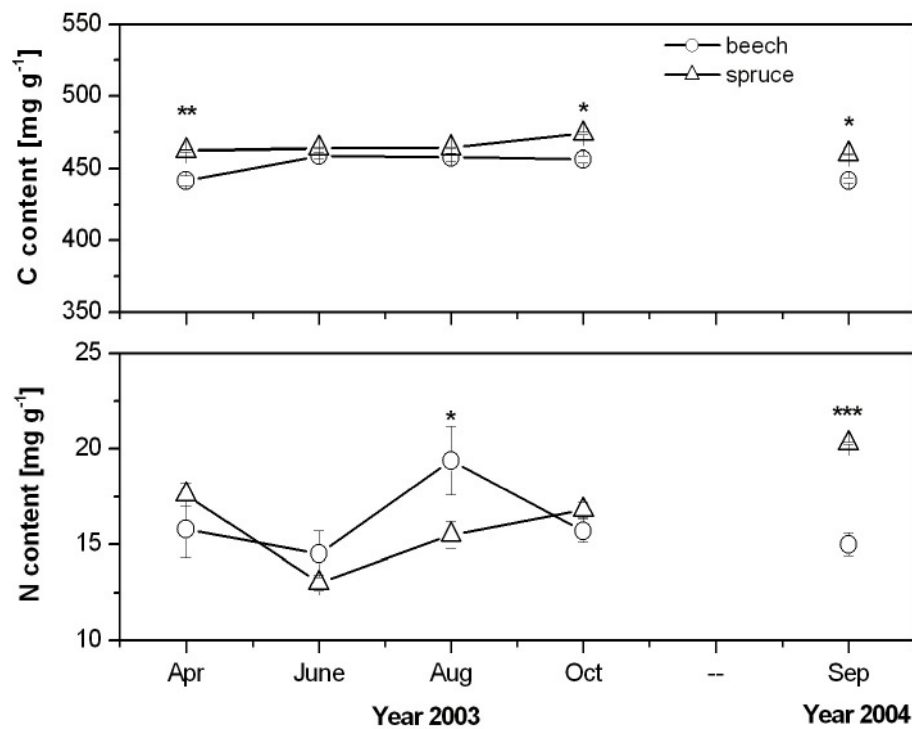 550
500
450
400
350
C content [mg g⁻¹]
beech
spruce
**
*
*
25
20
15
10
N content [mg g⁻¹]
*
***
Apr June Aug Oct -- Sep
Year 2003 Year 2004